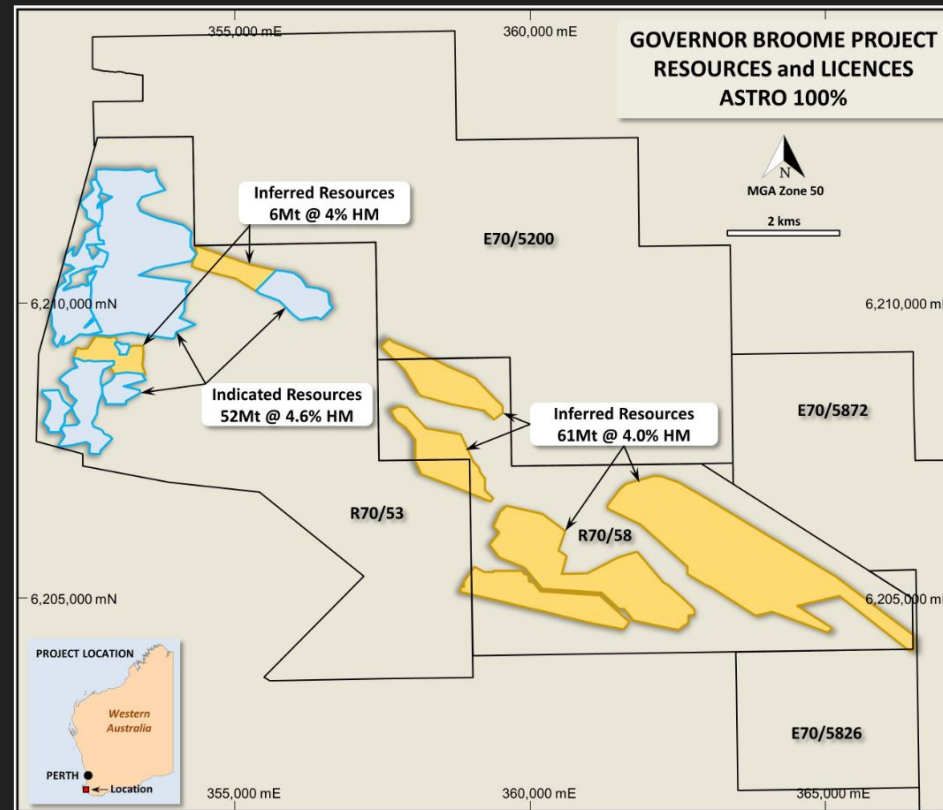 355,000 mE
360,000 mE
GOVERNOR BROOME PROJECT
RESOURCES and LICENCES
ASTRO 100%
N
MGA Zone 50
2 kms
Inferred Resources
6Mt @ 4% HM
E70/5200
6,210,000 mN
6,210,000 mN
Indicated Resources
52Mt @ 4.6% HM
Inferred Resources
61Mt @ 4.0% HM
E70/5872
R70/53
R70/58
6,205,000 mN
6,205,000 mN
PROJECT LOCATION
Western
Australia
PERTH
Location
E70/5826
355,000 mE
360,000 mE
365,000 mE